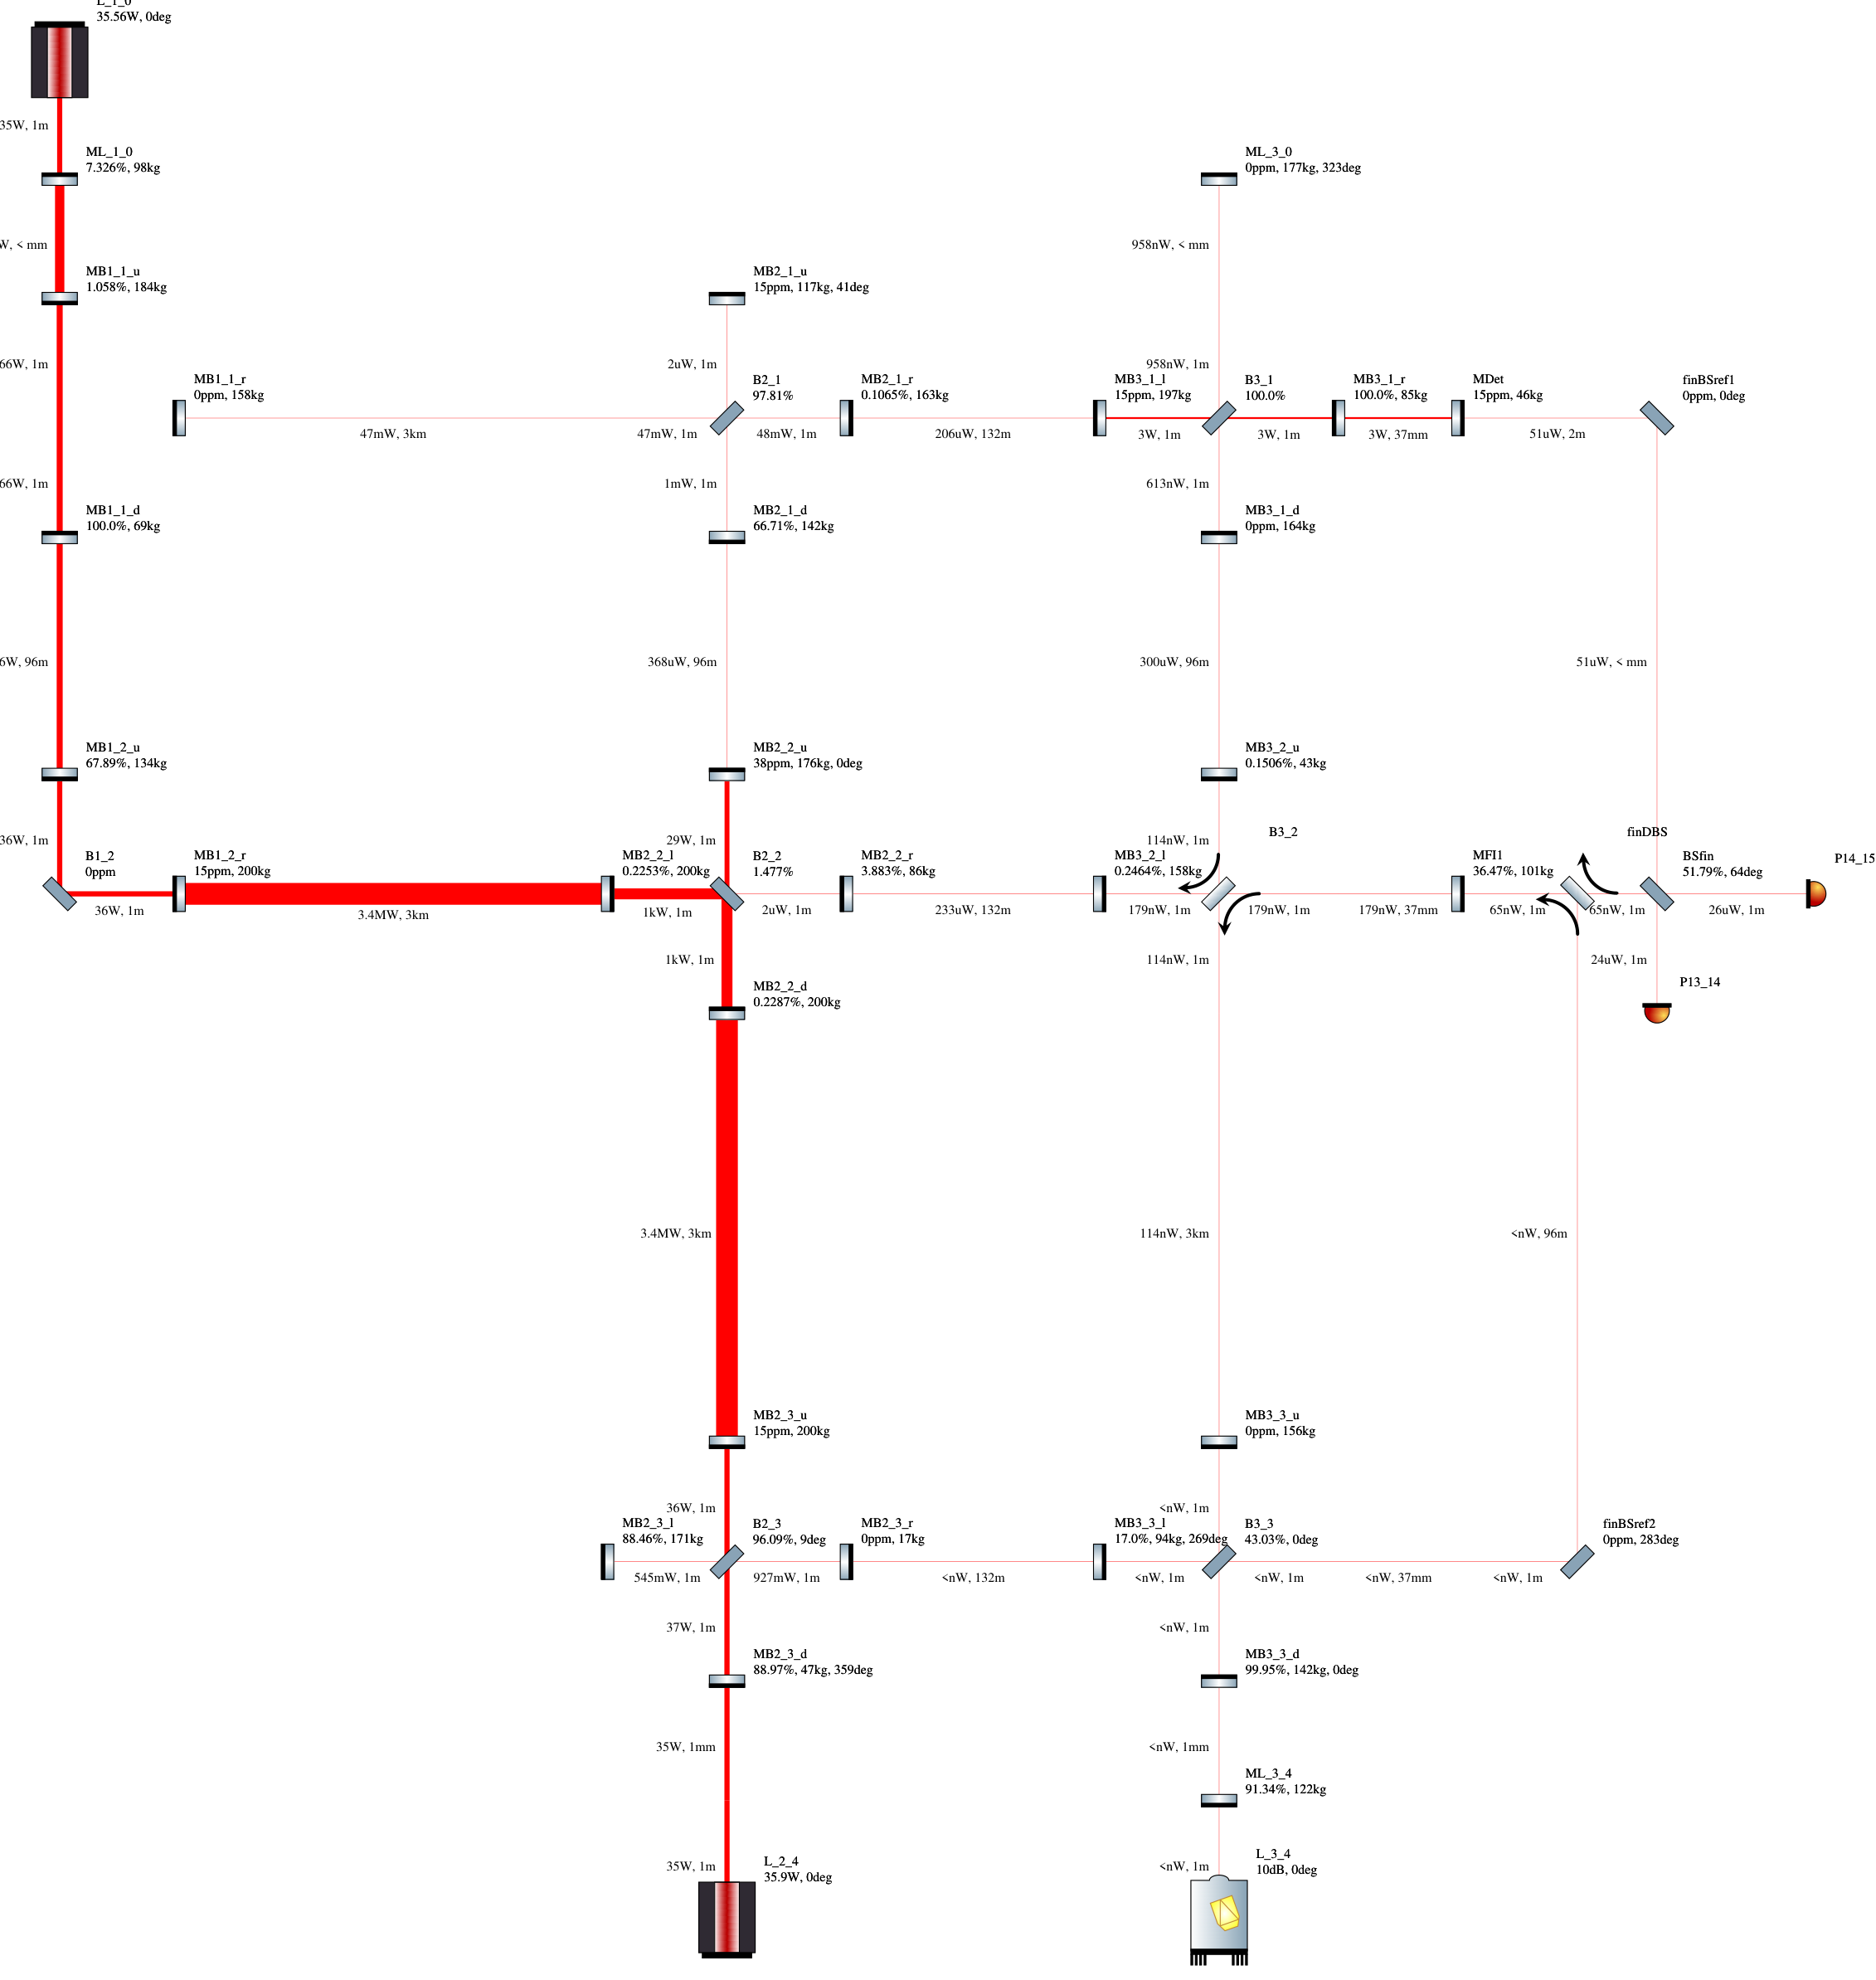 L_1_0
35.56W, 0deg
35W, 1m
ML_1_0
7.326%, 98kg
ML_3_0
0ppm, 177kg, 323deg
W, < mm
958nW, < mm
MB1_1_u
1.058%, 184kg
MB2_1_u
15ppm, 117kg, 41deg
66W, 1m
2uW, 1m
958nW, 1m
MB1_1_r
0ppm, 158kg
B2_1
97.81%
MB2_1_r
0.1065%, 163kg
MB3_1_l
15ppm, 197kg
B3_1
100.0%
MB3_1_r
100.0%, 85kg
MDet
15ppm, 46kg
finBSref1
0ppm, 0deg
47mW, 3km
47mW, 1m
48mW, 1m
206uW, 132m
3W, 1m
3W, 1m
3W, 37mm
51uW, 2m
66W, 1m
1mW, 1m
613nW, 1m
MB1_1_d
100.0%, 69kg
MB2_1_d
66.71%, 142kg
MB3_1_d
0ppm, 164kg
6W, 96m
368uW, 96m
300uW, 96m
51uW, < mm
MB1_2_u
67.89%, 134kg
MB2_2_u
38ppm, 176kg, 0deg
MB3_2_u
0.1506%, 43kg
36W, 1m
29W, 1m
114nW, 1m
B3_2
finDBS
B1_2
0ppm
MB1_2_r
15ppm, 200kg
MB2_2_l
0.2253%, 200kg
B2_2
1.477%
MB2_2_r
3.883%, 86kg
MB3_2_l
0.2464%, 158kg
MFI1
36.47%, 101kg
BSfin
51.79%, 64deg
P14_15
36W, 1m
3.4MW, 3km
1kW, 1m
2uW, 1m
233uW, 132m
179nW, 1m
179nW, 1m
179nW, 37mm
65nW, 1m
65nW, 1m
26uW, 1m
1kW, 1m
114nW, 1m
24uW, 1m
MB2_2_d
0.2287%, 200kg
P13_14
3.4MW, 3km
114nW, 3km
<nW, 96m
MB2_3_u
15ppm, 200kg
MB3_3_u
0ppm, 156kg
36W, 1m
<nW, 1m
MB2_3_l
88.46%, 171kg
B2_3
96.09%, 9deg
MB2_3_r
0ppm, 17kg
MB3_3_l
17.0%, 94kg, 269deg
B3_3
43.03%, 0deg
finBSref2
0ppm, 283deg
545mW, 1m
927mW, 1m
<nW, 132m
<nW, 1m
<nW, 1m
<nW, 37mm
<nW, 1m
37W, 1m
<nW, 1m
MB2_3_d
88.97%, 47kg, 359deg
MB3_3_d
99.95%, 142kg, 0deg
35W, 1mm
<nW, 1mm
ML_3_4
91.34%, 122kg
35W, 1m
<nW, 1m
L_2_4
35.9W, 0deg
L_3_4
10dB, 0deg